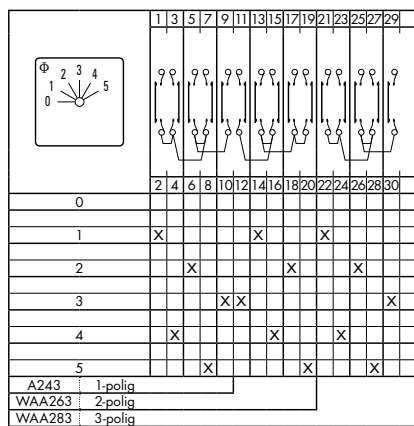 1 3 5 7 9 11 13 15 17 19 21 23 25 27 29
Φ
0 1 2 3 4 5
2 4 6 8 10 12 14 16 18 20 22 24 26 28 30
0
1 X X X
2 X X X
3 X X X
4 X X X
5 X X X
A243 1-polig
WAA263 2-polig
WAA283 3-polig